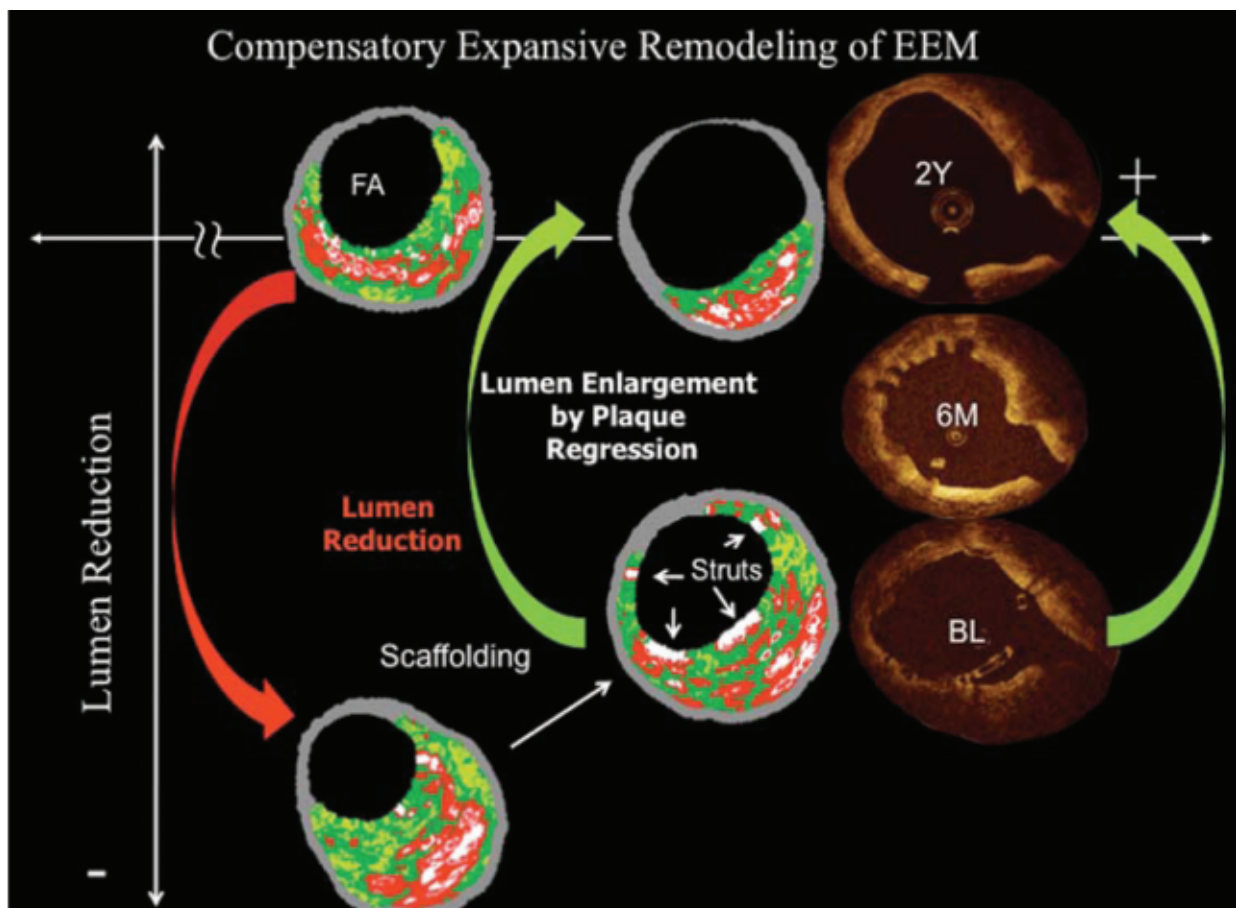 Compensatory Expansive Remodeling of EEM
FA
2Y
+
Lumen Enlargement
by Plaque
Regression
6M
Lumen Reduction
Lumen
Reduction
Struts
BL
Scaffolding
-